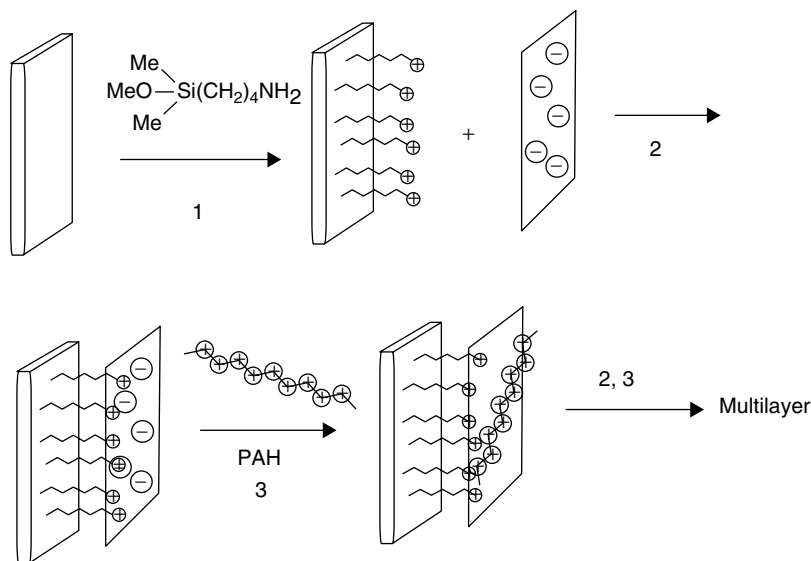 Me
MeO—Si(CH2)4NH2
Me
1
+
2
PAH
3
2, 3
Multilayer